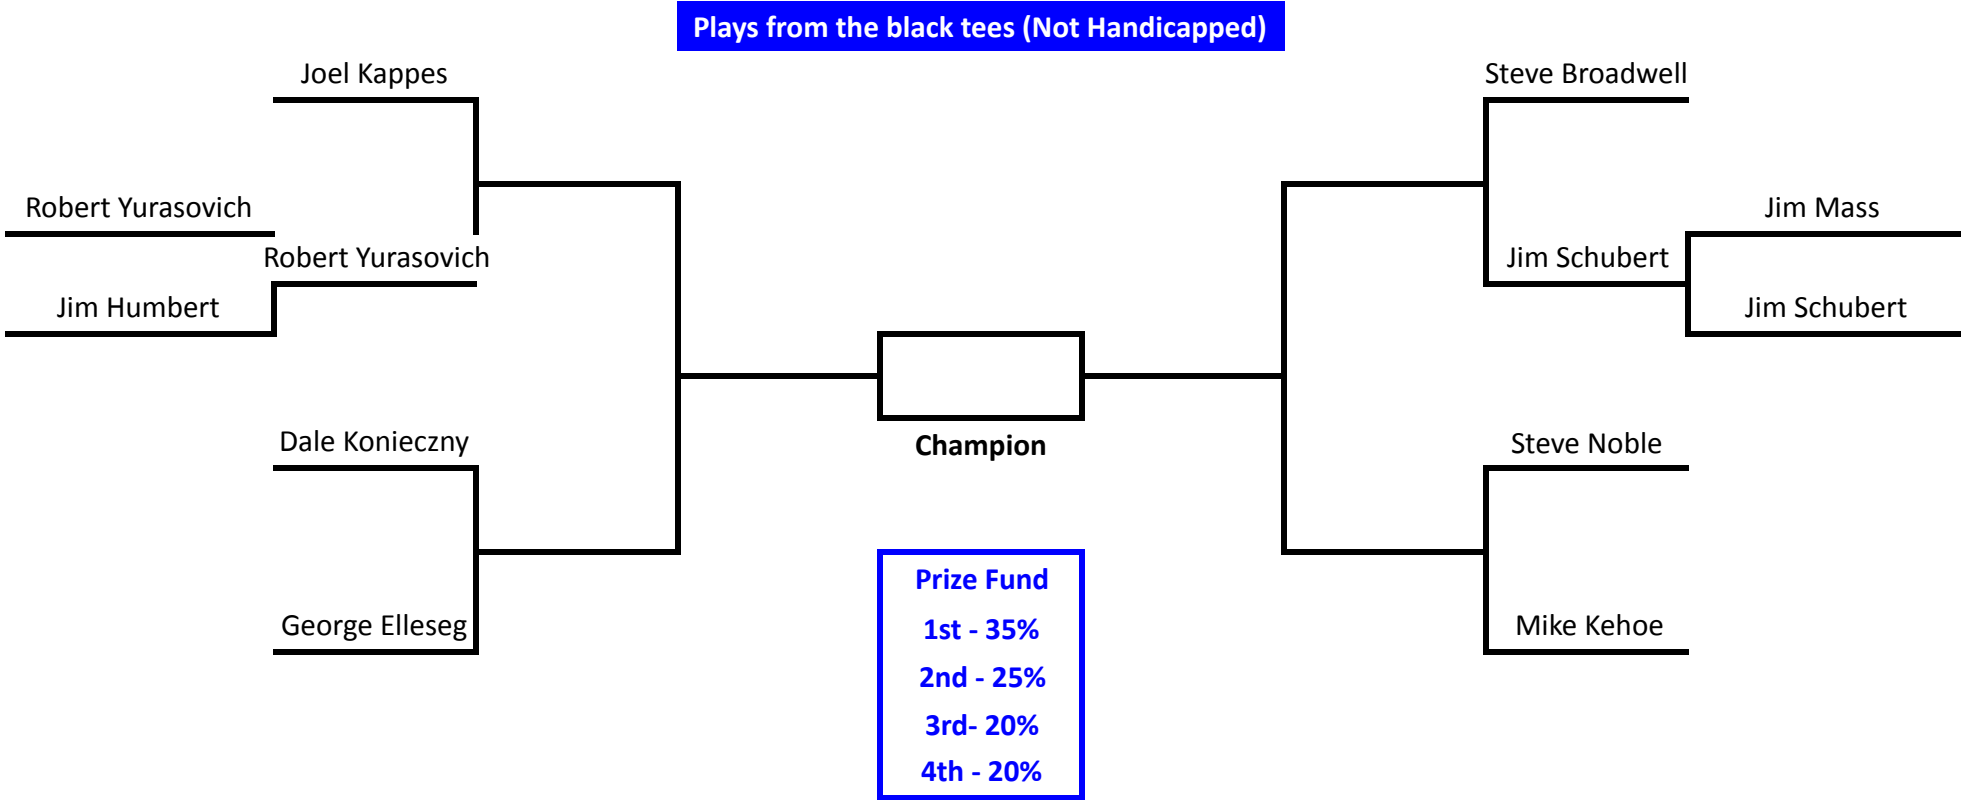 Plays from the black tees (Not Handicapped)
Joel Kappes
Steve Broadwell
Robert Yurasovich
Jim Mass
Robert Yurasovich
Jim Schubert
Jim Humbert
Jim Schubert
Dale Konieczny
Champion
Steve Noble
Prize Fund
George Elleseg
1st - 35%
Mike Kehoe
2nd - 25%
3rd- 20%
4th - 20%